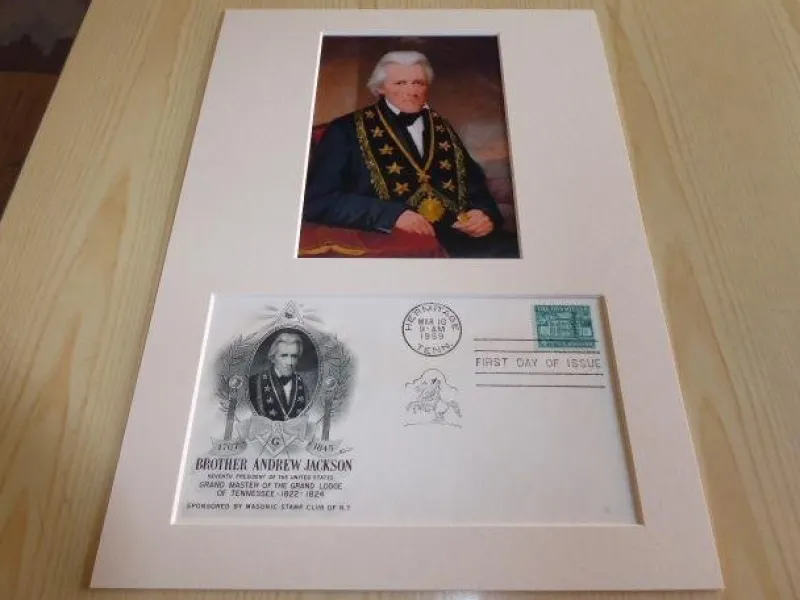 HERMITAGE
MAR 16
9-AM
1959
TENN.
FIRST DAY OF ISSUE
G
1767
1845
BROTHER ANDREW JACKSON
SEVENTH PRESIDENT OF THE UNITED STATES
GRAND MASTER OF THE GRAND LODGE
OF TENNESSEE - 1822 - 1824
SPONSORED BY MASONIC STAMP CLUB OF N.Y.